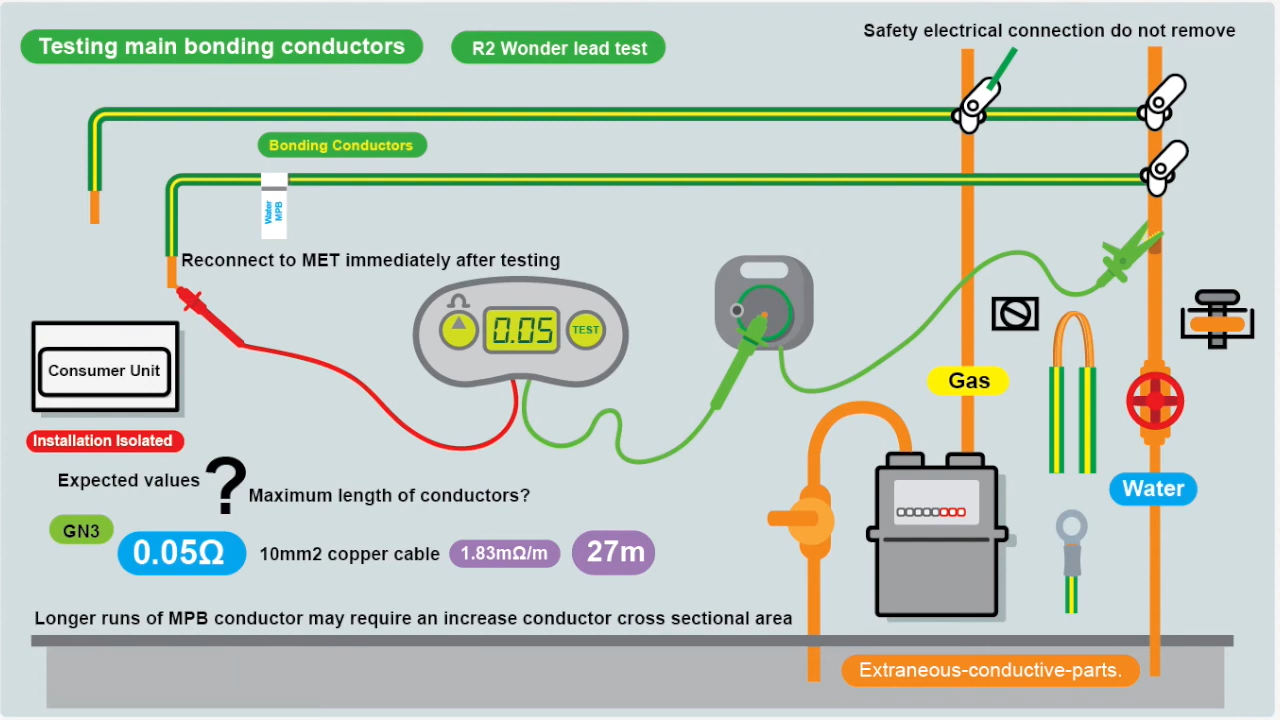 Testing main bonding conductors
R2 Wonder lead test
Safety electrical connection do not remove
Bonding Conductors
Water
MPB
Reconnect to MET immediately after testing
Ω
0.05
TEST
Consumer Unit
Gas
Installation Isolated
Expected values ?
Maximum length of conductors?
Water
GN3
0.05Ω
10mm2 copper cable
1.83mΩ/m
27m
Longer runs of MPB conductor may require an increase conductor cross sectional area
Extraneous-conductive-parts.